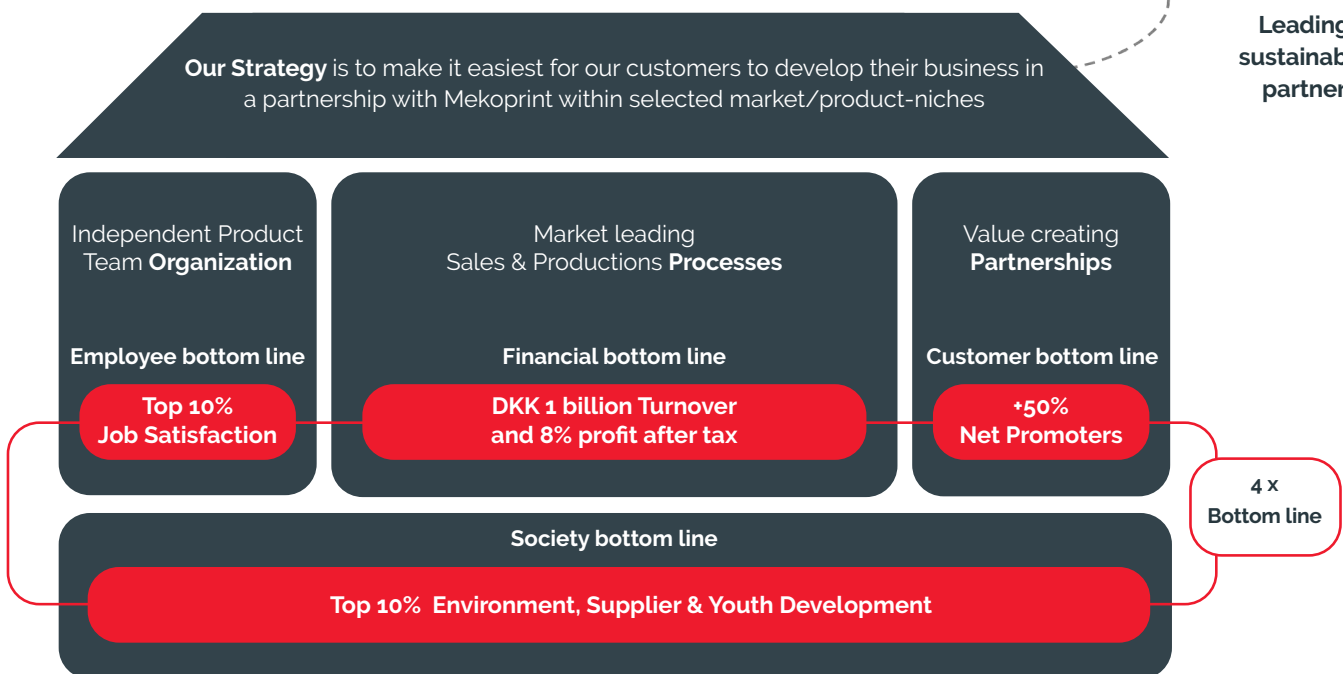 Leading
sustainab
partner
Our Strategy is to make it easiest for our customers to develop their business in
a partnership with Mekoprint within selected market/product-niches
Independent Product
Team Organization
Market leading
Sales & Productions Processes
Value creating
Partnerships
Employee bottom line
Financial bottom line
Customer bottom line
Top 10%
Job Satisfaction
DKK 1 billion Turnover
and 8% profit after tax
+50%
Net Promoters
4 x
Bottom line
Society bottom line
Top 10% Environment, Supplier & Youth Development